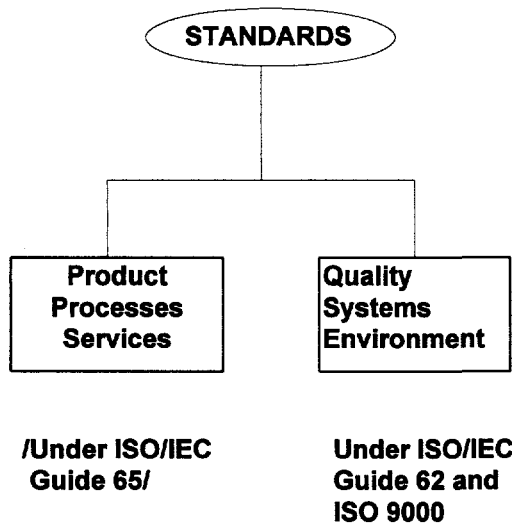 STANDARDS
Product
Processes
Services
Quality
Systems
Environment
/Under ISO/IEC
Guide 65/
Under ISO/IEC
Guide 62 and
ISO 9000